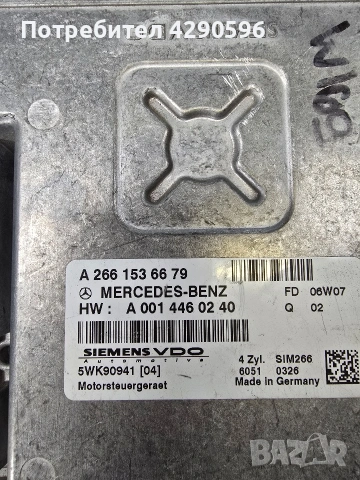 Потребител 4290596
A 266 153 66 79
MERCEDES-BENZ
FD 06W07
HW : A 001 446 02 40
Q 02
SIEMENS VDO
Automotive
4 Zyl. SIM266
5WK90941 [04]
6051 0326
Motorsteuergeraet
Made in Germany
BAZAR